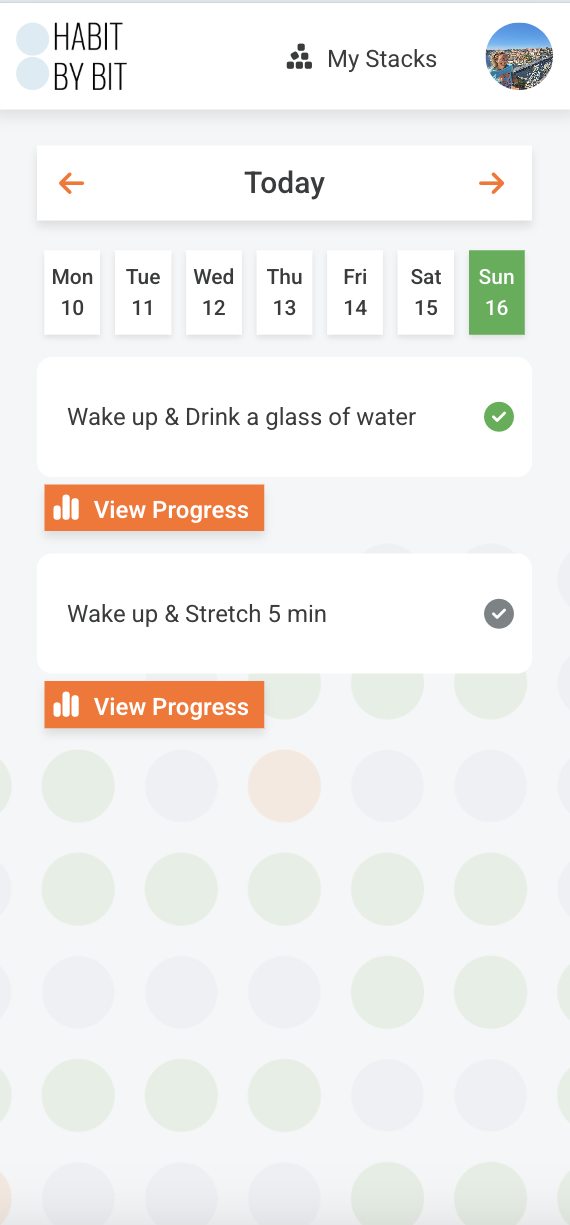 HABIT
BY BIT
My Stacks
Today
Mon Tue Wed Thu Fri Sat Sun
10 11 12 13 14 15 16
Wake up & Drink a glass of water
View Progress
Wake up & Stretch 5 min
View Progress